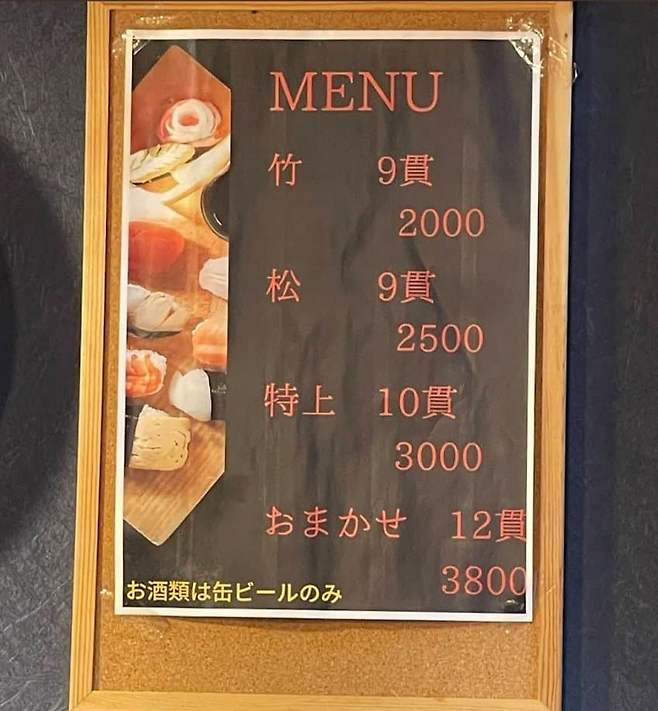 MENU
竹 9貫
2000
松 9貫
2500
特上 10貫
3000
おまかせ 12貫
3800
お酒類は缶ビールのみ